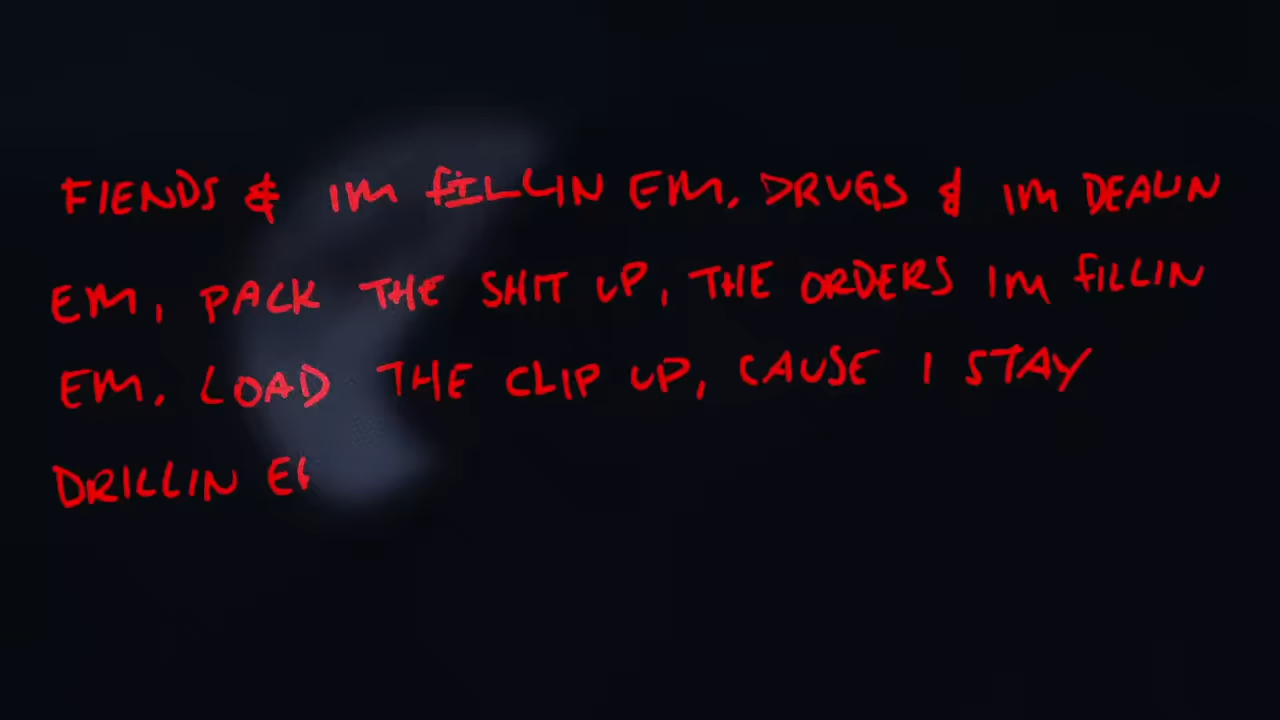 FIENDS & IM FILLIN EM. DRUGS & IM DEALIN
EM, PACK THE SHIT UP, THE ORDERS IM FILLIN
EM. LOAD THE CLIP UP, CAUSE I STAY
DRILLIN